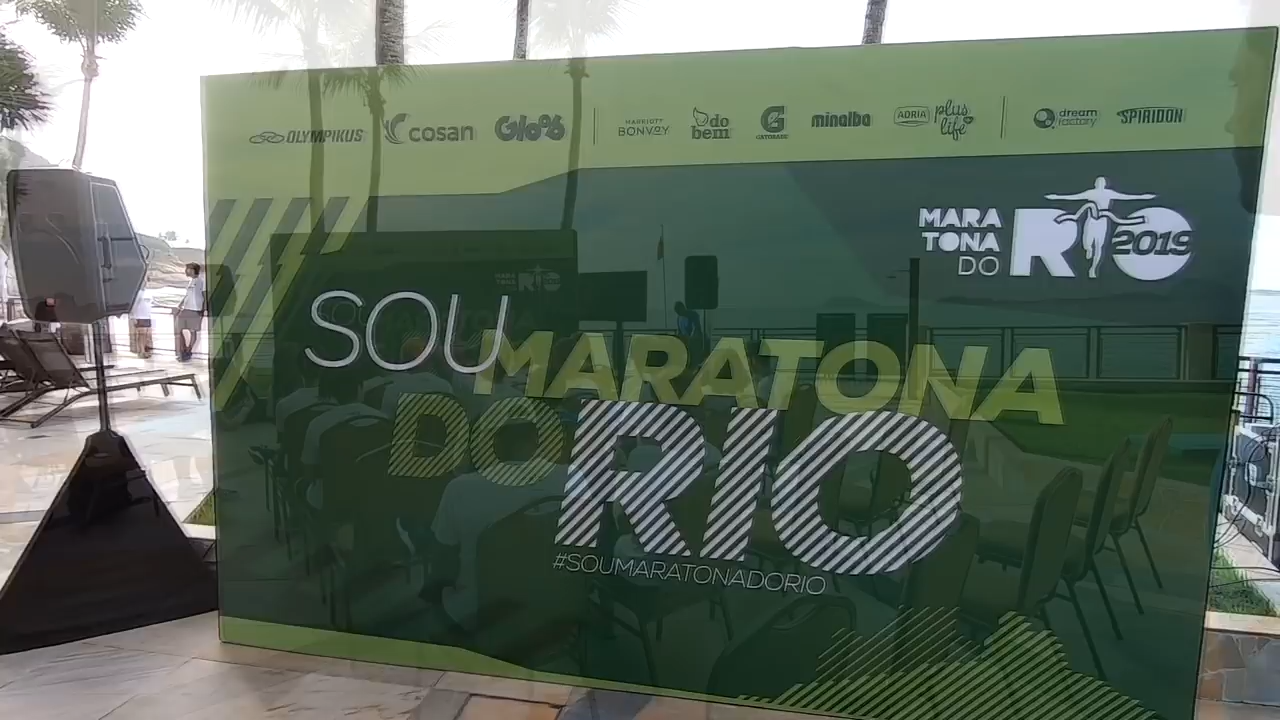 OLYMPIKUS cosan Glo% MARRIOTT BONVOY do bem G GATORADE minalba ADRIA plus life dream factory SPIRIDON
MARA
TONA
DO RIO 2019
SOU MARATONA
DO RIO
#SOUMARATONADORIO